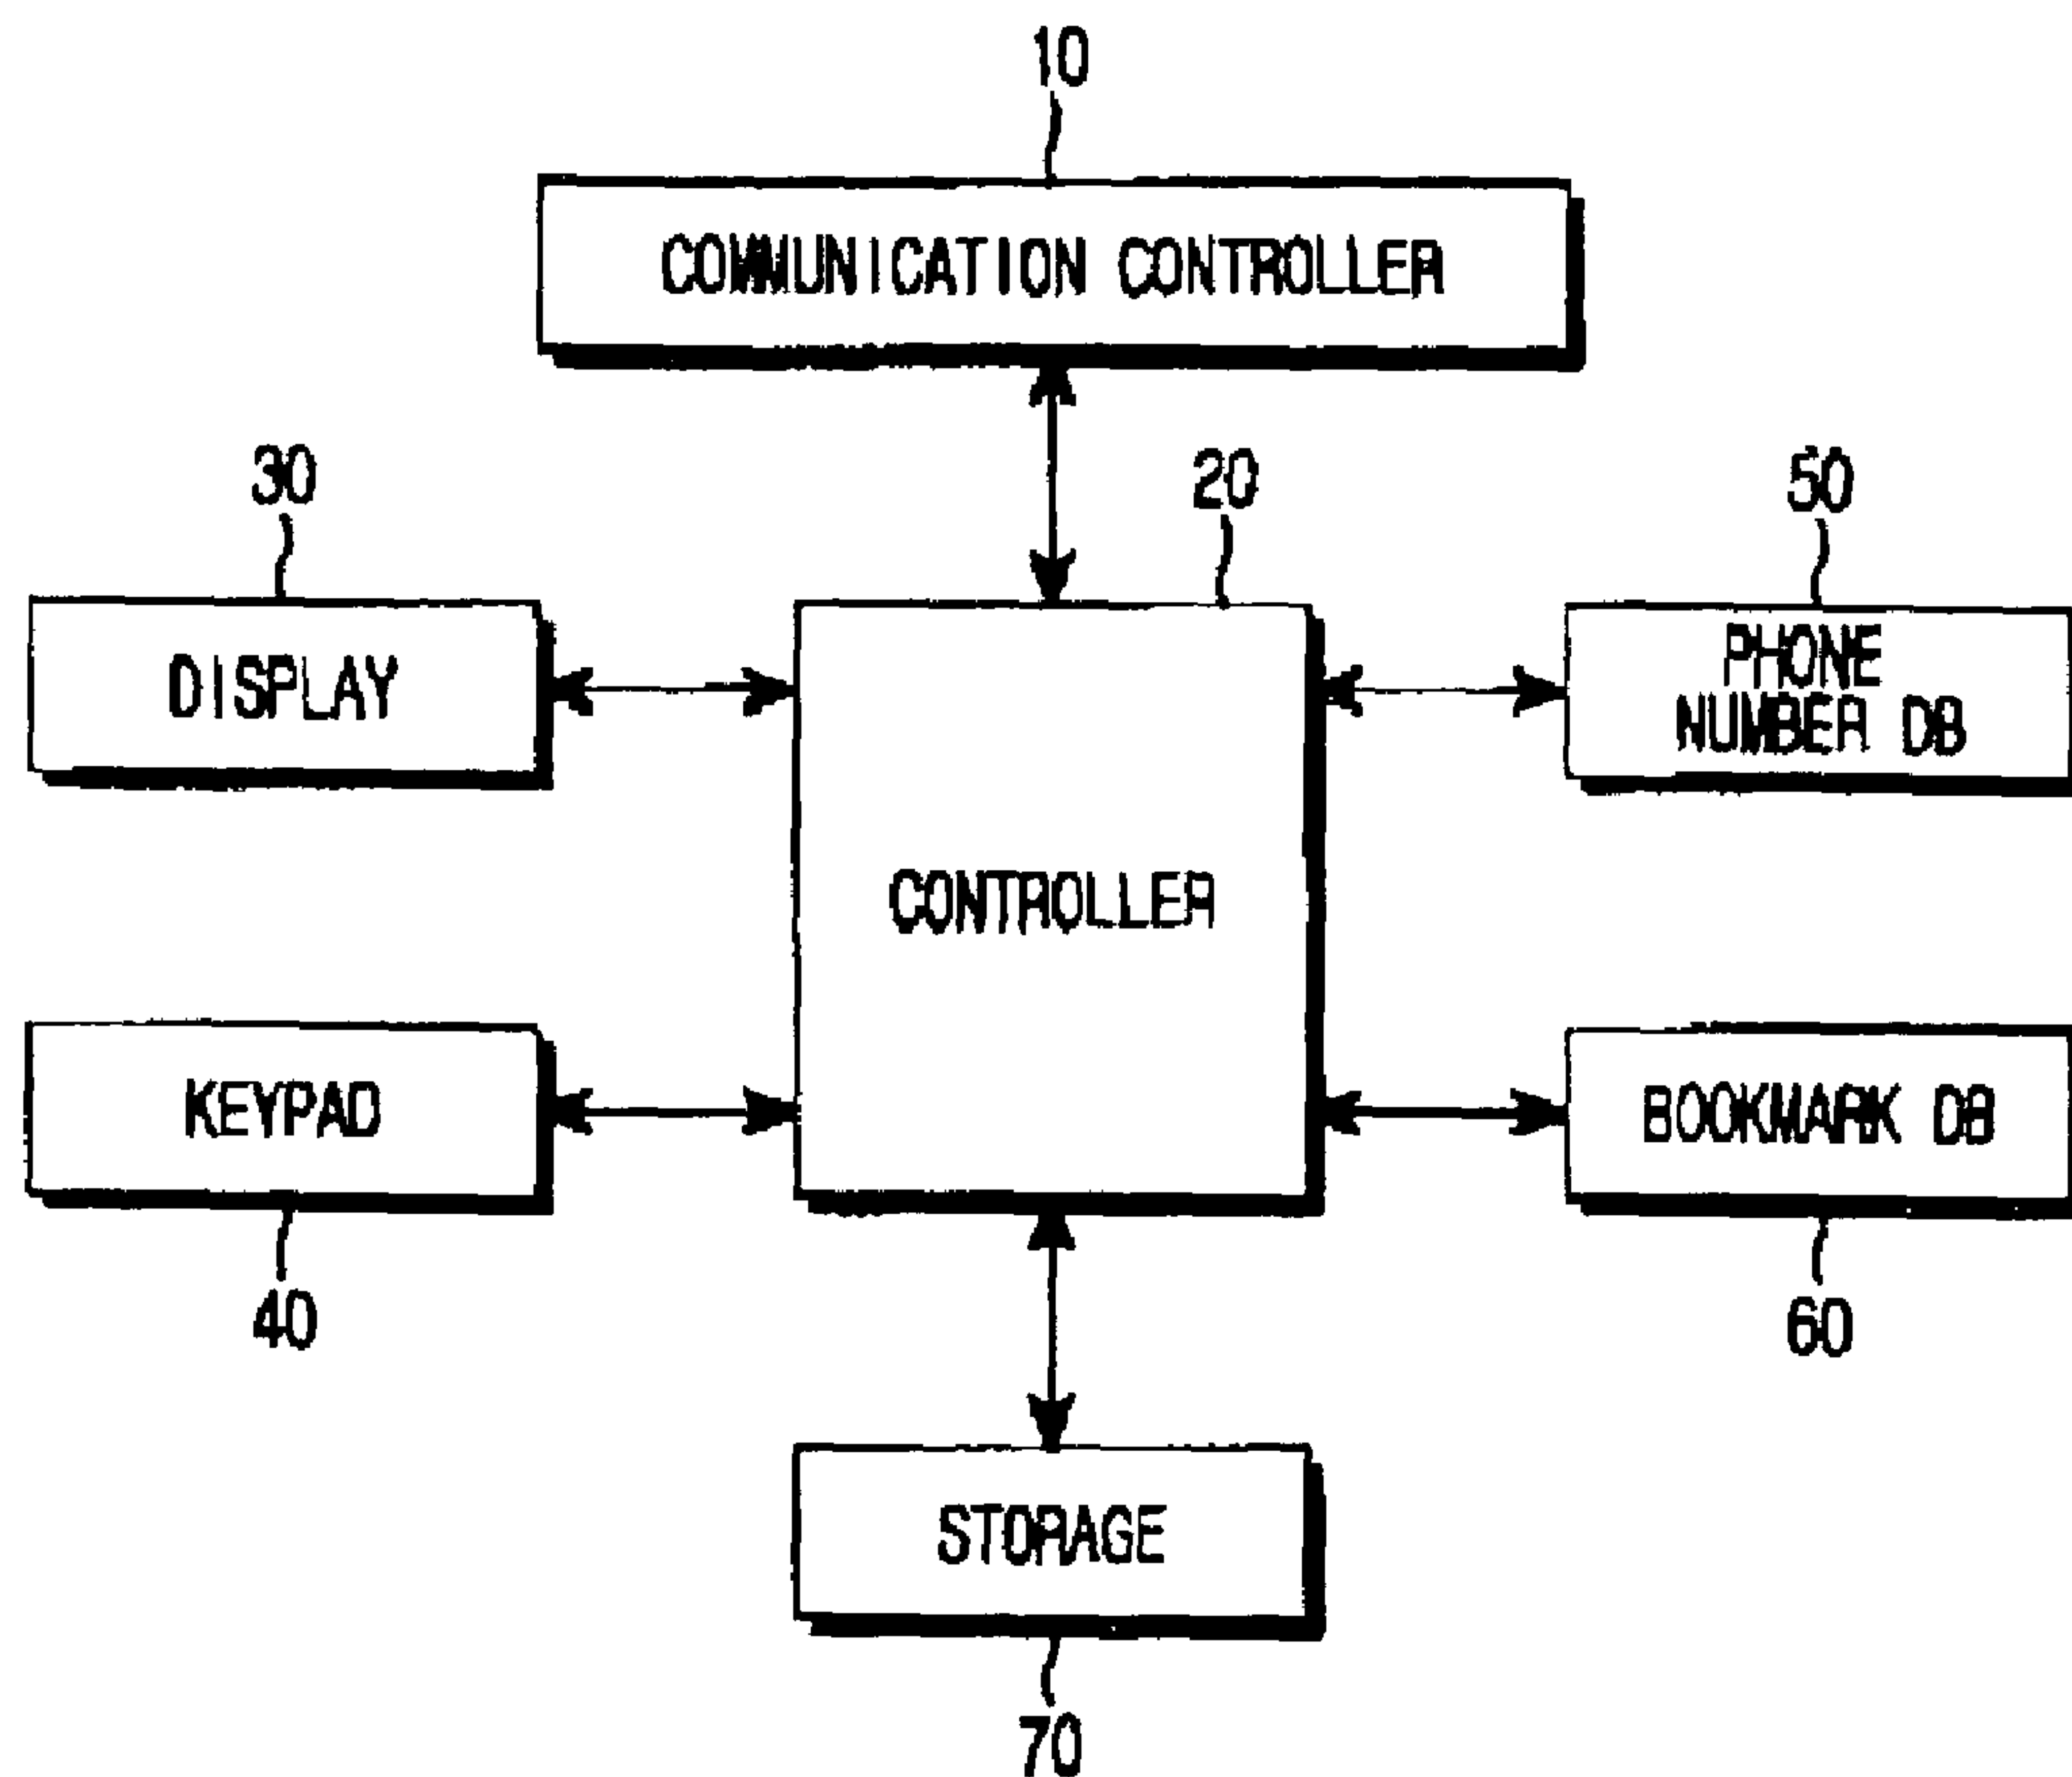 10
COMMUNICATION CONTROLLER
30
20
50
DISPLAY
PHONE
NUMBER DB
CONTROLLER
KEYPAD
BOOKMARK DB
40
60
STORAGE
70